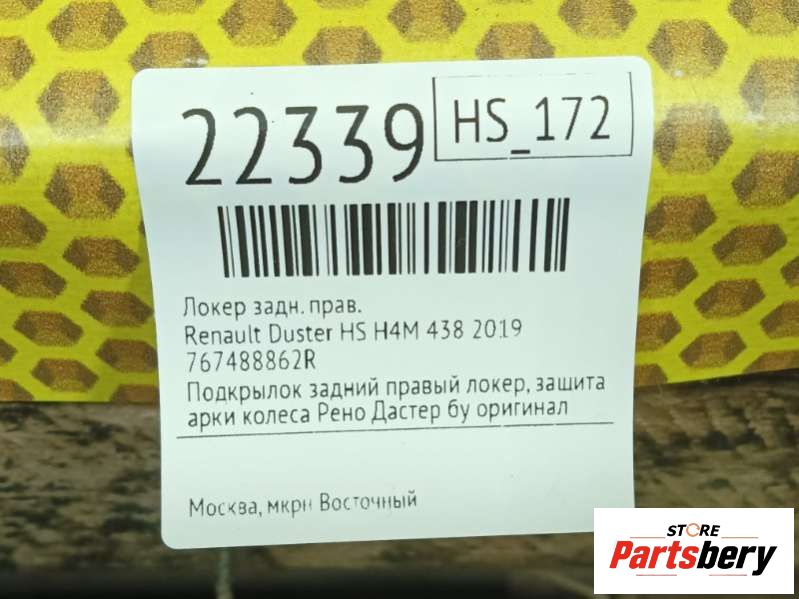 22339
HS_172
Локер задн. прав.
Renault Duster HS H4M 438 2019
767488862R
Подкрылок задний правый локер, защита
арки колеса Рено Дастер бу оригинал
Москва, мкрн Восточный
STORE
Partsbery